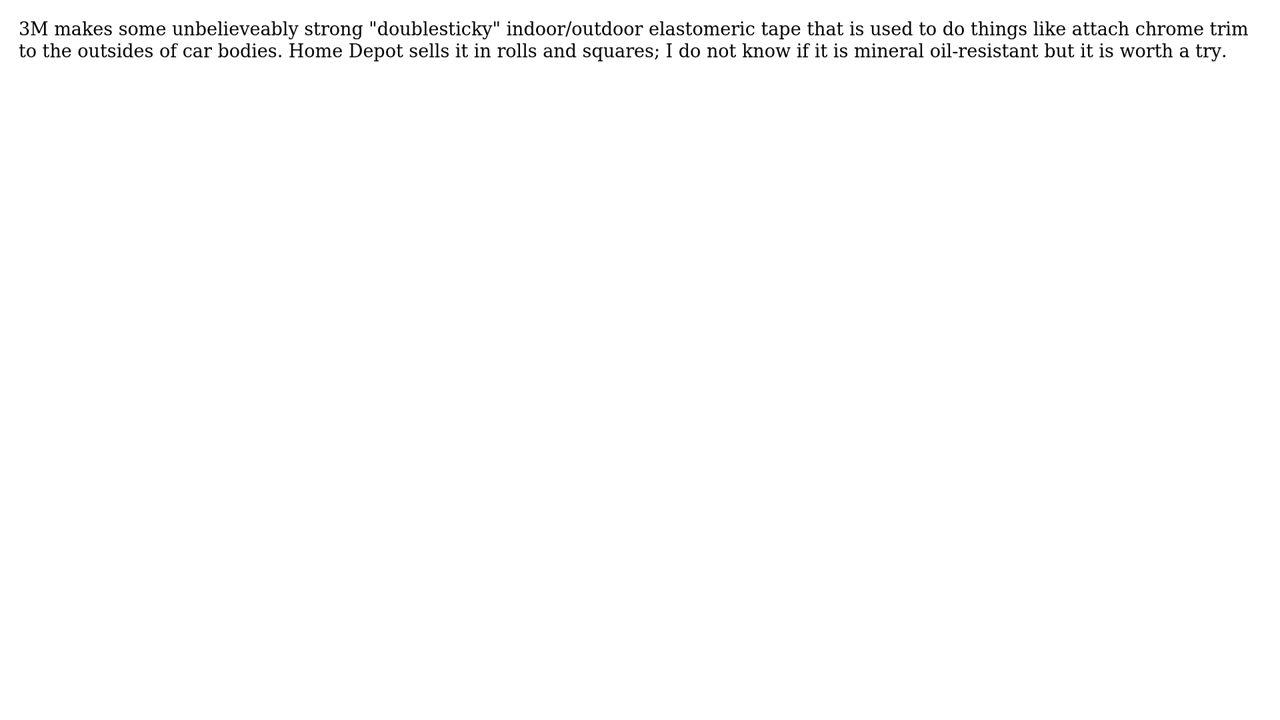 3M makes some unbelieveably strong "doublesticky" indoor/outdoor elastomeric tape that is used to do things like attach chrome trim
to the outsides of car bodies. Home Depot sells it in rolls and squares; I do not know if it is mineral oil-resistant but it is worth a try.